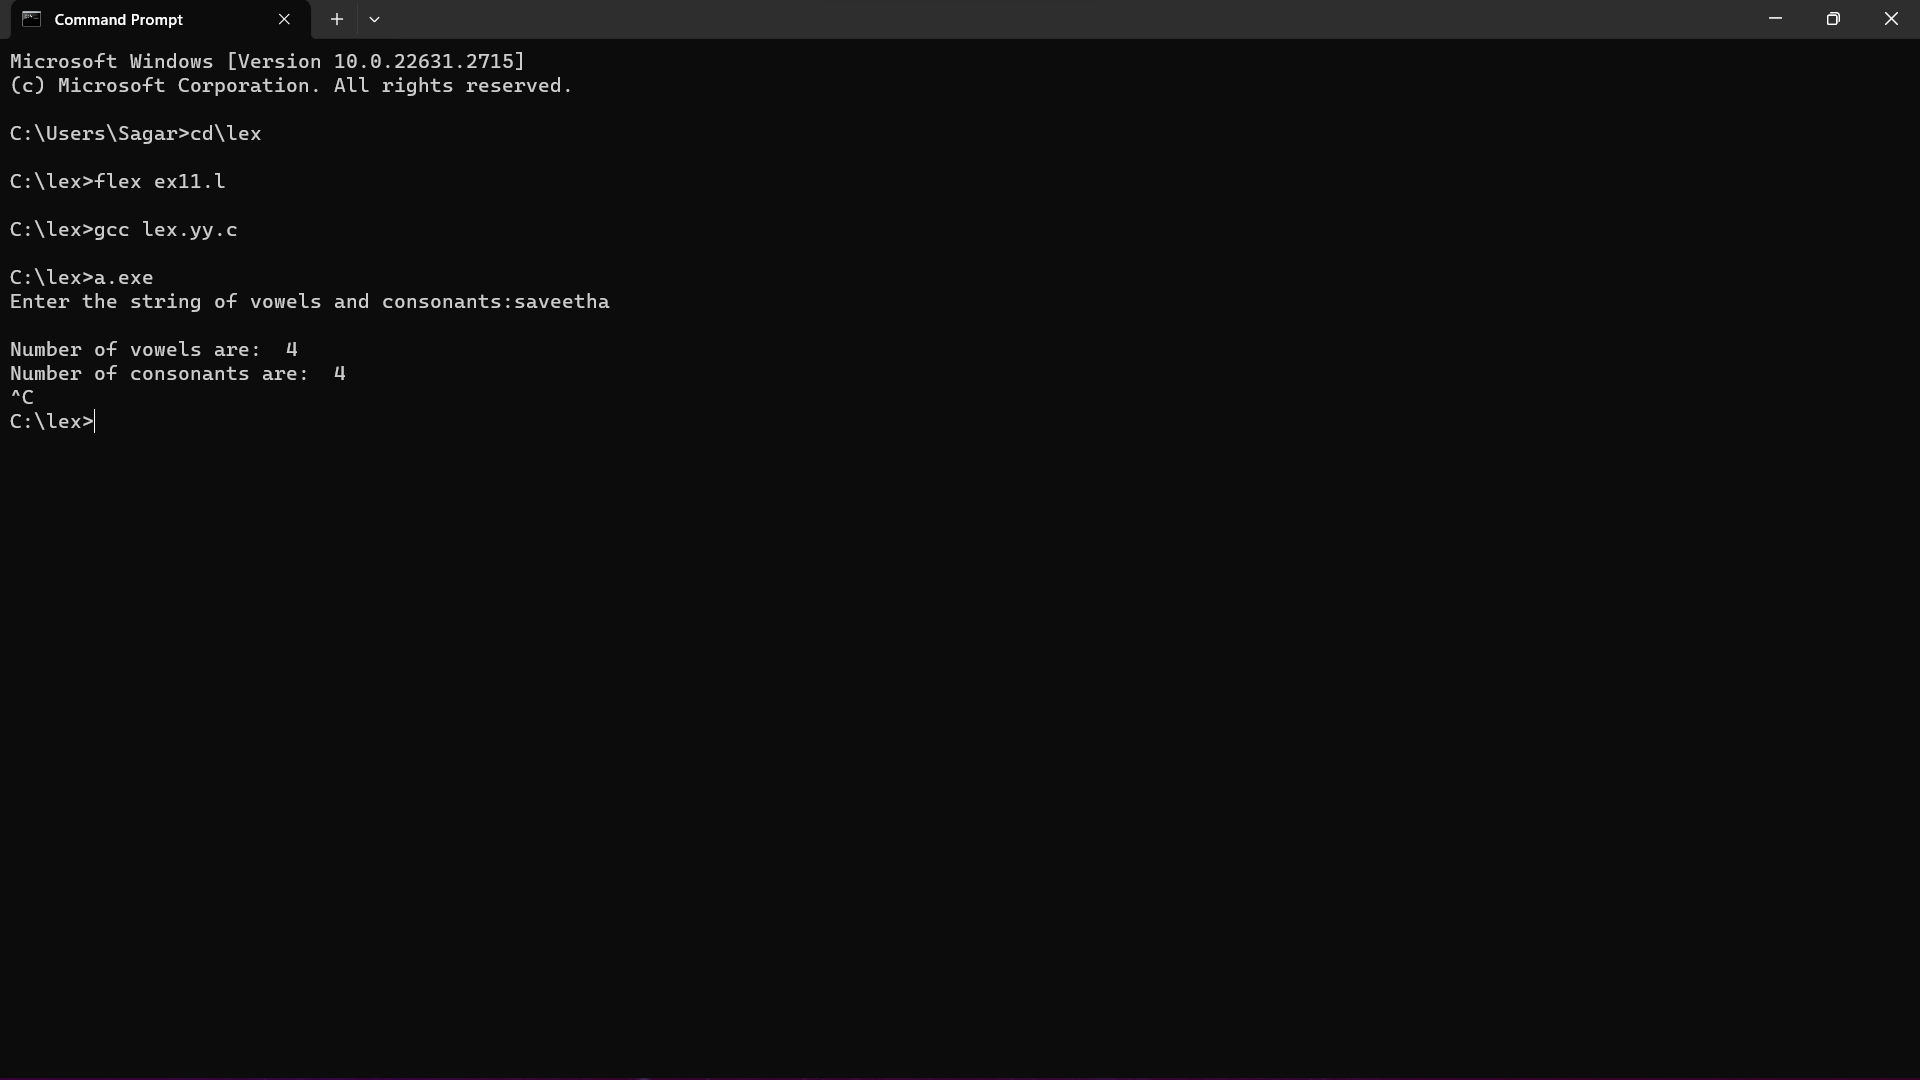 Command Prompt
Microsoft Windows [Version 10.0.22631.2715]
(c) Microsoft Corporation. All rights reserved.
C:\Users\Sagar>cd\lex
C:\lex>flex ex11.l
C:\lex>gcc lex.yy.c
C:\lex>a.exe
Enter the string of vowels and consonants:saveetha
Number of vowels are:  4
Number of consonants are:  4
^C
C:\lex>